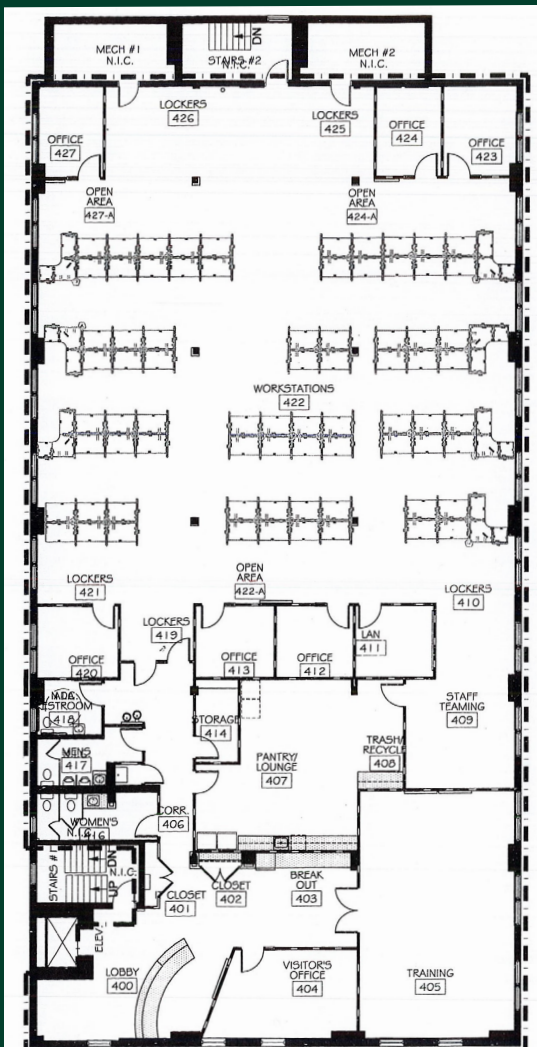 MECH #1
N.I.C.
DN
STAIRS #2
N.I.C.
MECH #2
N.I.C.
LOCKERS
426
LOCKERS
425
OFFICE
427
OFFICE
424
OFFICE
423
OPEN
AREA
427-A
OPEN
AREA
424-A
WORKSTATIONS
422
LOCKERS
421
OPEN
AREA
422-A
LOCKERS
410
LOCKERS
419
LAN
411
OFFICE
420
OFFICE
413
OFFICE
412
RESTROOM
418
STORAGE
414
STAFF
TEAMING
409
MENS
417
PANTRY/
LOUNGE
407
TRASH/
RECYCLE
408
CORR.
406
WOMEN'S
N.I.C.
416
STAIRS #1
DN
UP
N.I.C.
CLOSET
401
CLOSET
402
BREAK
OUT
403
ELEV.
LOBBY
400
VISITOR'S
OFFICE
404
TRAINING
405